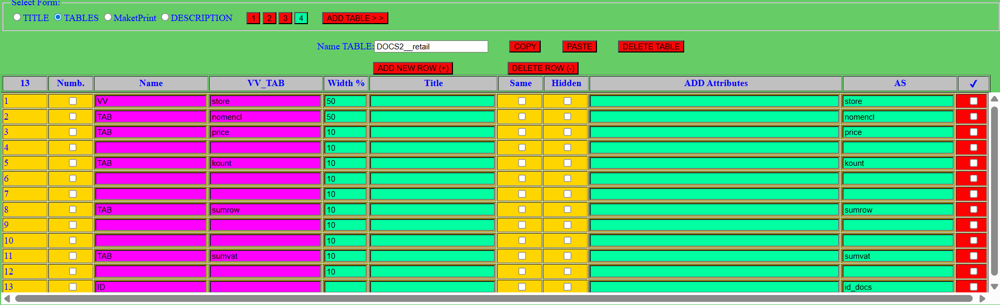 Select Form:
TITLE TABLES MaketPrint DESCRIPTION 1 2 3 4 ADD TABLE > >
Name TABLE: DOCS2__retail COPY PASTE DELETE TABLE
ADD NEW ROW (+) DELETE ROW (-)
13 Numb. Name VV_TAB Width % Title Same Hidden ADD Attributes AS ✓
1 VV store 50 store
2 TAB nomencl 50 nomencl
3 TAB price 10 price
4 10
5 TAB kount 10 kount
6 10
7 10
8 TAB sumrow 10 sumrow
9 10
10 10
11 TAB sumvat 10 sumvat
12 10
13 ID id_docs